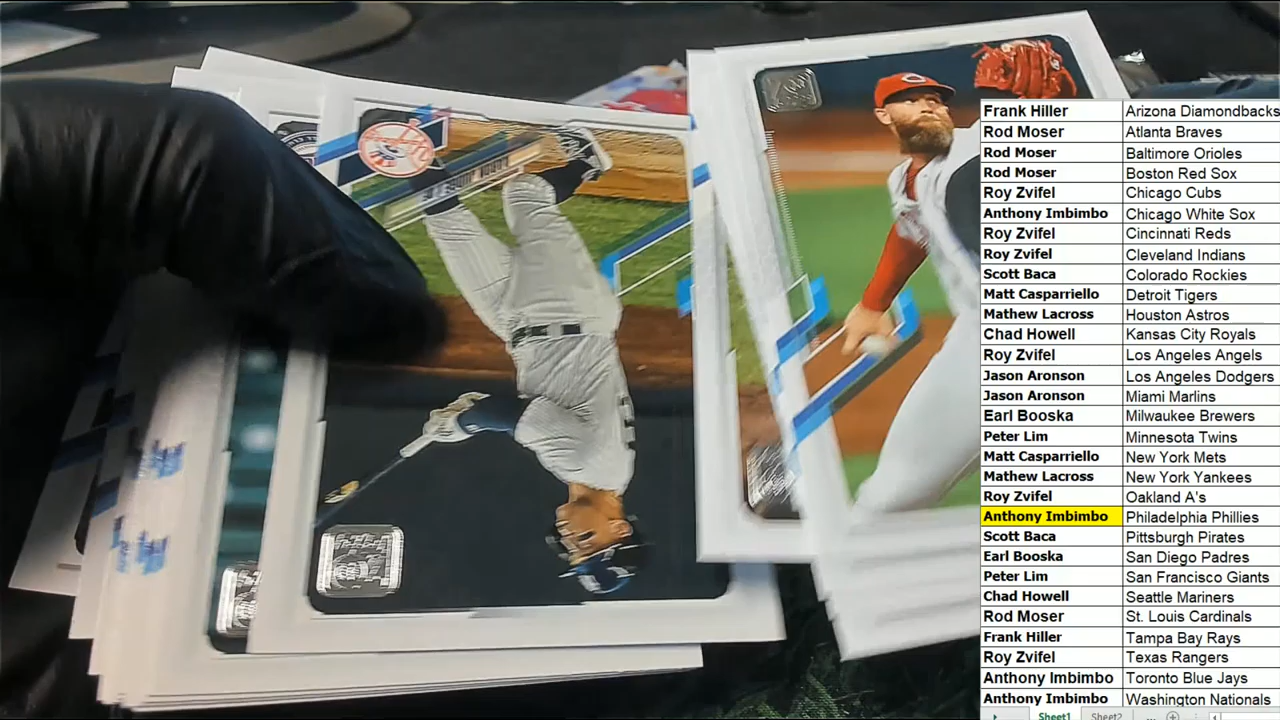 Frank Hiller Arizona Diamondbacks
Rod Moser Atlanta Braves
Rod Moser Baltimore Orioles
Rod Moser Boston Red Sox
Roy Zvifel Chicago Cubs
Anthony Imbimbo Chicago White Sox
Roy Zvifel Cincinnati Reds
Roy Zvifel Cleveland Indians
Scott Baca Colorado Rockies
Matt Casparriello Detroit Tigers
Mathew Lacross Houston Astros
Chad Howell Kansas City Royals
Roy Zvifel Los Angeles Angels
Jason Aronson Los Angeles Dodgers
Jason Aronson Miami Marlins
Earl Booska Milwaukee Brewers
Peter Lim Minnesota Twins
Matt Casparriello New York Mets
Mathew Lacross New York Yankees
Roy Zvifel Oakland A's
Anthony Imbimbo Philadelphia Phillies
Scott Baca Pittsburgh Pirates
Earl Booska San Diego Padres
Peter Lim San Francisco Giants
Chad Howell Seattle Mariners
Rod Moser St. Louis Cardinals
Frank Hiller Tampa Bay Rays
Roy Zvifel Texas Rangers
Anthony Imbimbo Toronto Blue Jays
Anthony Imbimbo Washington Nationals
Sheet1 Sheet2 ...